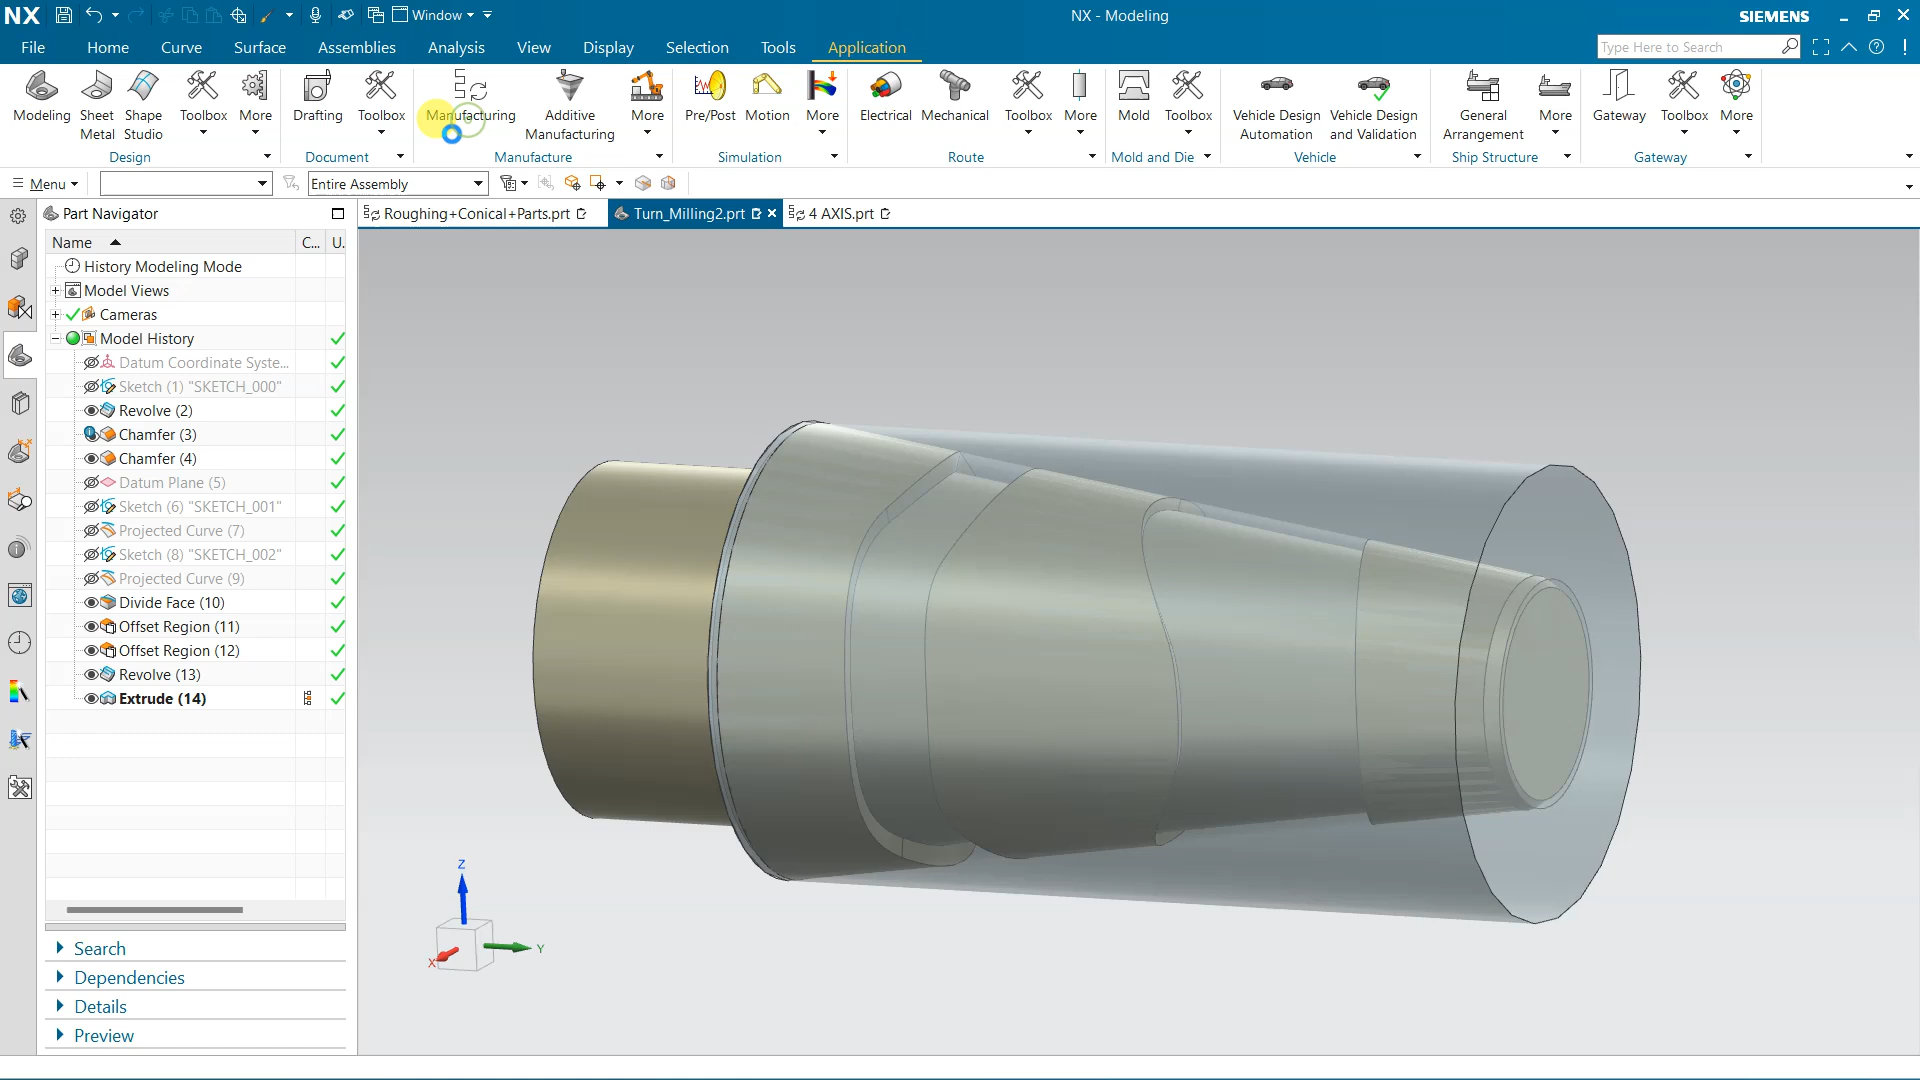 NX
Window
NX - Modeling
SIEMENS
File
Home
Curve
Surface
Assemblies
Analysis
View
Display
Selection
Tools
Application
Type Here to Search
Modeling
Sheet
Metal
Shape
Studio
Toolbox
More
Drafting
Toolbox
Manufacturing
Additive
Manufacturing
More
Pre/Post
Motion
More
Electrical
Mechanical
Toolbox
More
Mold
Toolbox
Vehicle Design
Automation
Vehicle Design
and Validation
General
Arrangement
More
Gateway
Toolbox
More
Design
Document
Manufacture
Simulation
Route
Mold and Die
Vehicle
Ship Structure
Gateway
Menu
Entire Assembly
Part Navigator
Roughing+Conical+Parts.prt
Turn_Milling2.prt
4 AXIS.prt
Name
C...
U.
History Modeling Mode
Model Views
Cameras
Model History
Datum Coordinate Syste...
Sketch (1) "SKETCH_000"
Revolve (2)
Chamfer (3)
Chamfer (4)
Datum Plane (5)
Sketch (6) "SKETCH_001"
Projected Curve (7)
Sketch (8) "SKETCH_002"
Projected Curve (9)
Divide Face (10)
Offset Region (11)
Offset Region (12)
Revolve (13)
Extrude (14)
Search
Dependencies
Details
Preview
Z
Y
X